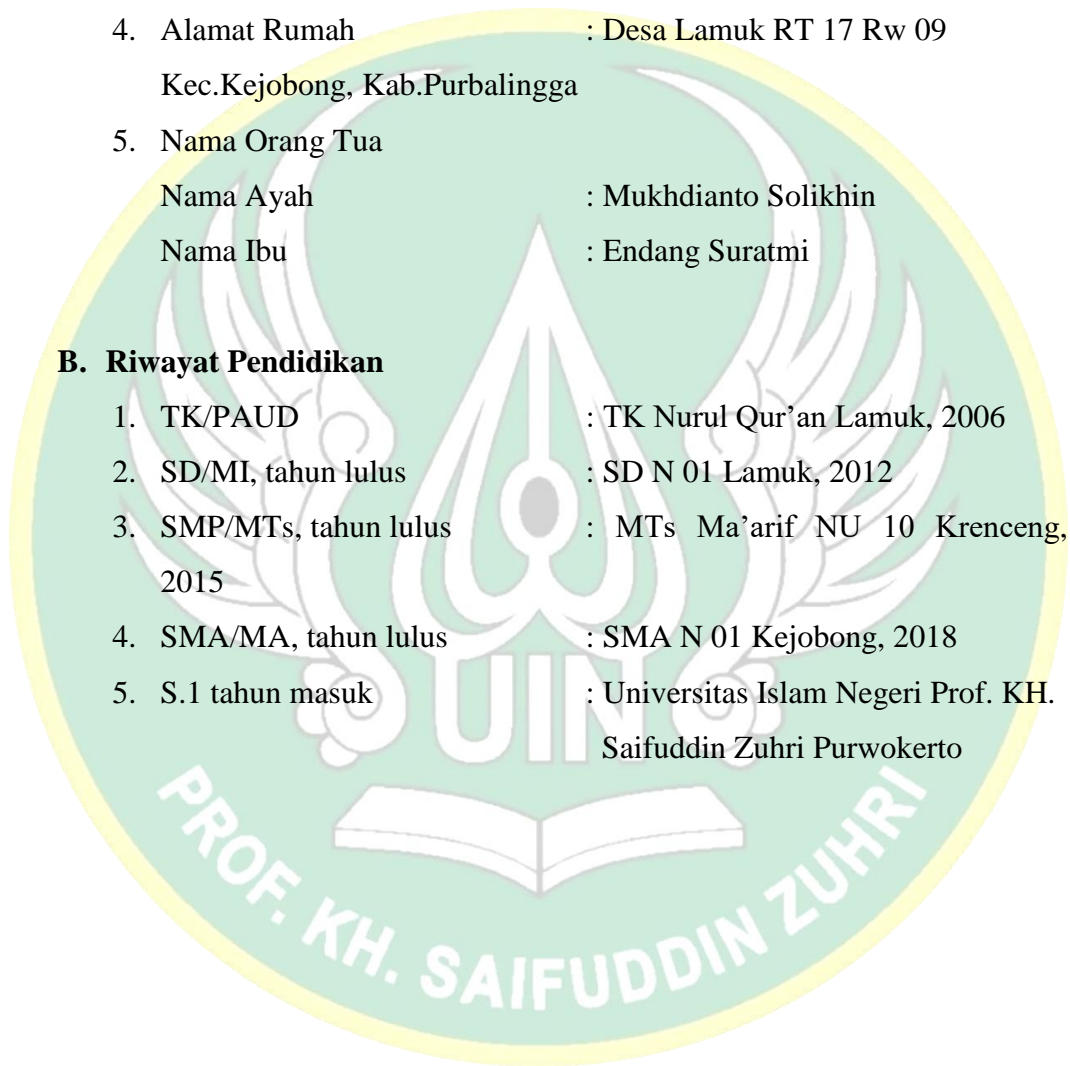 4. Alamat Rumah : Desa Lamuk RT 17 Rw 09
Kec.Kejobong, Kab.Purbalingga
5. Nama Orang Tua
Nama Ayah : Mukhdianto Solikhin
Nama Ibu : Endang Suratmi
B. Riwayat Pendidikan
1. TK/PAUD : TK Nurul Qur’an Lamuk, 2006
2. SD/MI, tahun lulus : SD N 01 Lamuk, 2012
3. SMP/MTs, tahun lulus : MTs Ma’arif NU 10 Krenceng,
2015
4. SMA/MA, tahun lulus : SMA N 01 Kejobong, 2018
5. S.1 tahun masuk : Universitas Islam Negeri Prof. KH.
Saifuddin Zuhri Purwokerto
UIN
PROF. KH. SAIFUDDIN ZUHRI